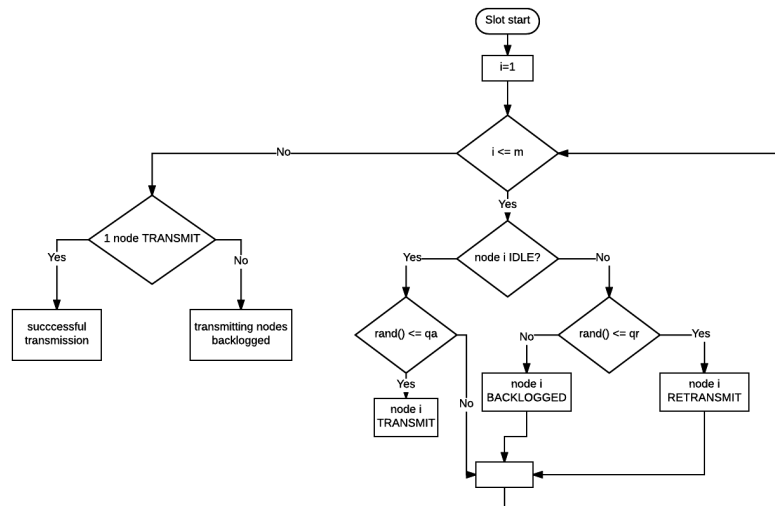 Slot start
i=1
i <= m
No
Yes
1 node TRANSMIT
node i IDLE?
Yes
No
Yes
No
succcessful
transmission
transmitting nodes
backlogged
rand() <= qa
rand() <= qr
No
Yes
Yes
No
node i
TRANSMIT
node i
BACKLOGGED
node i
RETRANSMIT